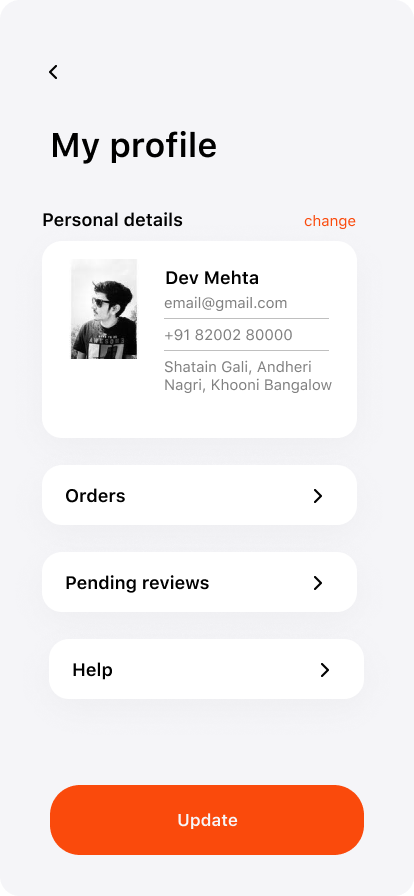 My profile
Personal details
change
Dev Mehta
email@gmail.com
+91 82002 80000
Shatain Gali, Andheri
Nagri, Khooni Bangalow
Orders
Pending reviews
Help
Update